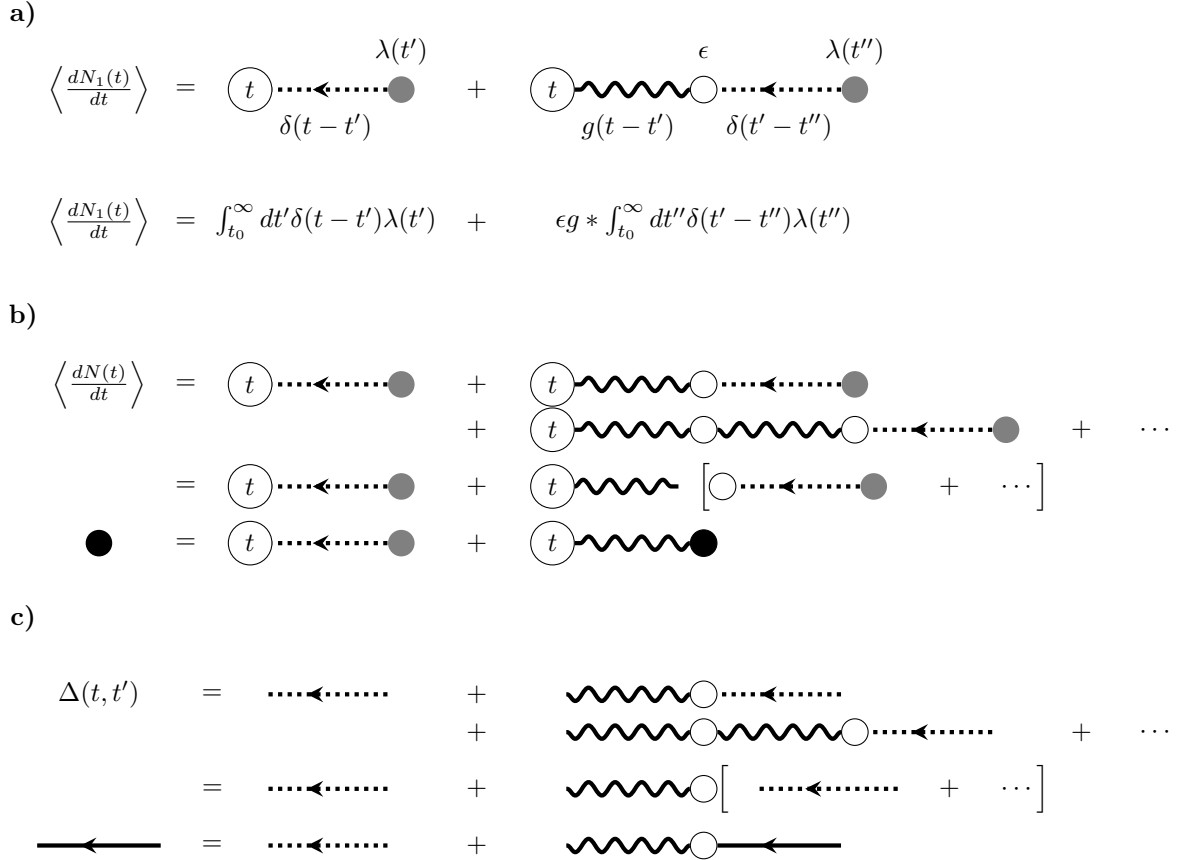 a)
λ(t′) ϵ λ(t′′)
⟨dN₁(t)/dt⟩ = t + t
δ(t − t′) g(t − t′) δ(t′ − t′′)
⟨dN₁(t)/dt⟩ = ∫_{t₀}^{∞} dt′δ(t − t′)λ(t′) + ϵg ∗ ∫_{t₀}^{∞} dt′′δ(t′ − t′′)λ(t′′)
b)
⟨dN(t)/dt⟩ = t + t
+ t + ···
= t + t [ + ···]
= t + t
c)
Δ(t, t′) = +
+ + ···
= + [ + ···]
= +